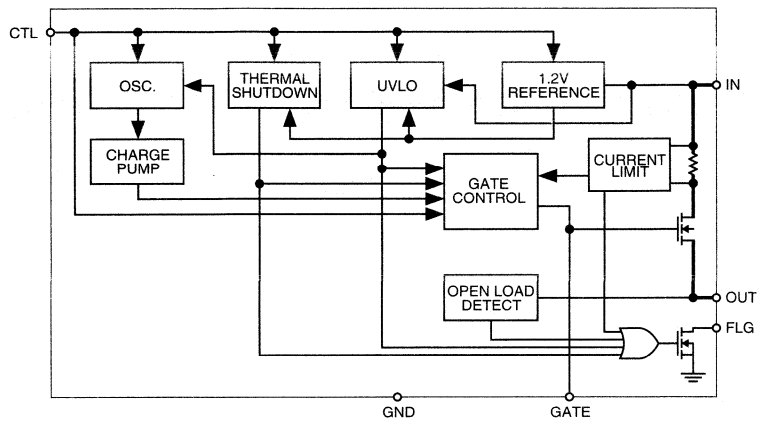 CTL
OSC.
THERMAL
SHUTDOWN
UVLO
1.2V
REFERENCE
IN
CHARGE
PUMP
GATE
CONTROL
CURRENT
LIMIT
OPEN LOAD
DETECT
OUT
FLG
GND
GATE